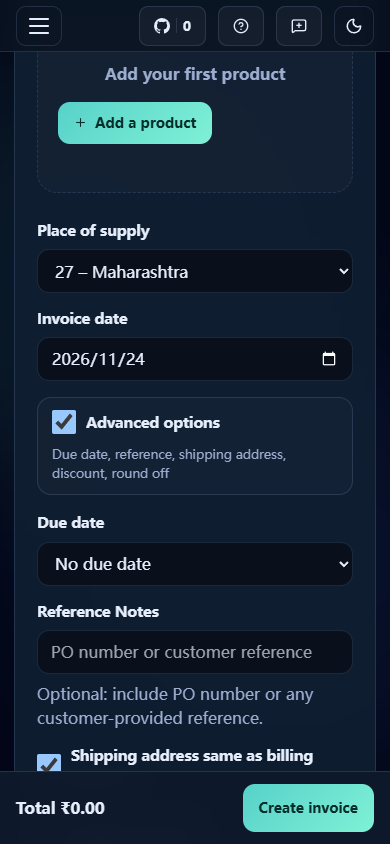 0
Add your first product
+ Add a product
Place of supply
27 – Maharashtra
Invoice date
2026/11/24
Advanced options
Due date, reference, shipping address,
discount, round off
Due date
No due date
Reference Notes
PO number or customer reference
Optional: include PO number or any
customer-provided reference.
Shipping address same as billing
Total ₹0.00
Create invoice